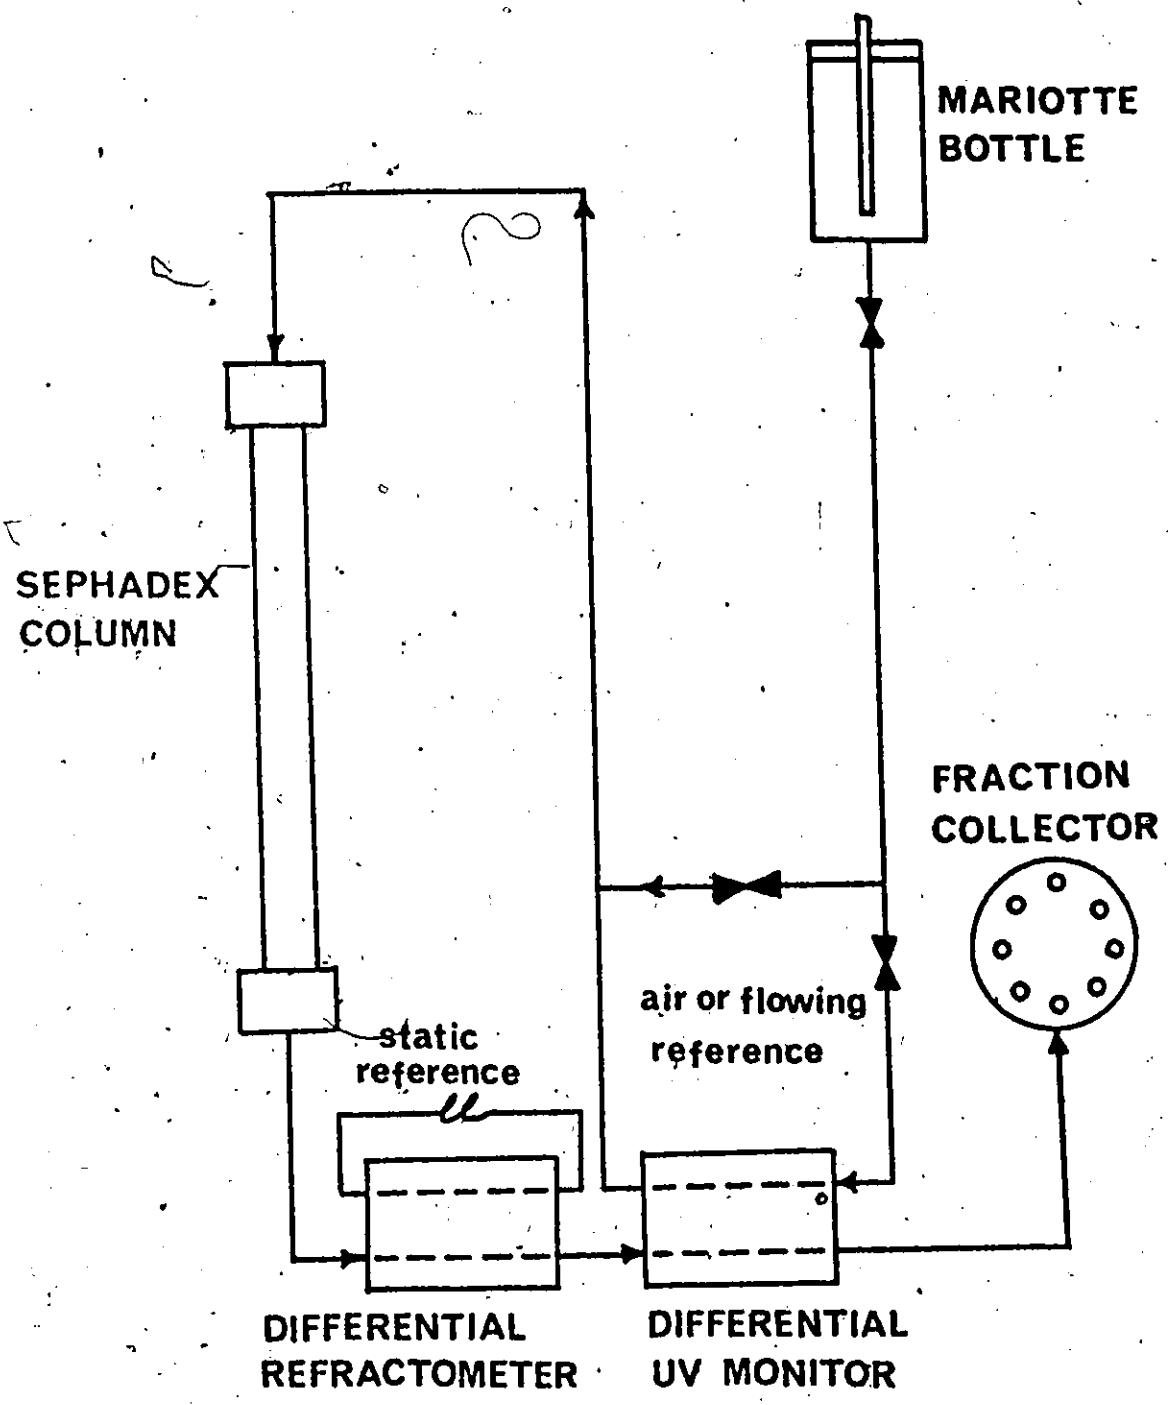 MARIOTTE
BOTTLE
SEPHADEX
COLUMN
FRACTION
COLLECTOR
air or flowing
reference
static
reference
DIFFERENTIAL
REFRACTOMETER
DIFFERENTIAL
UV MONITOR